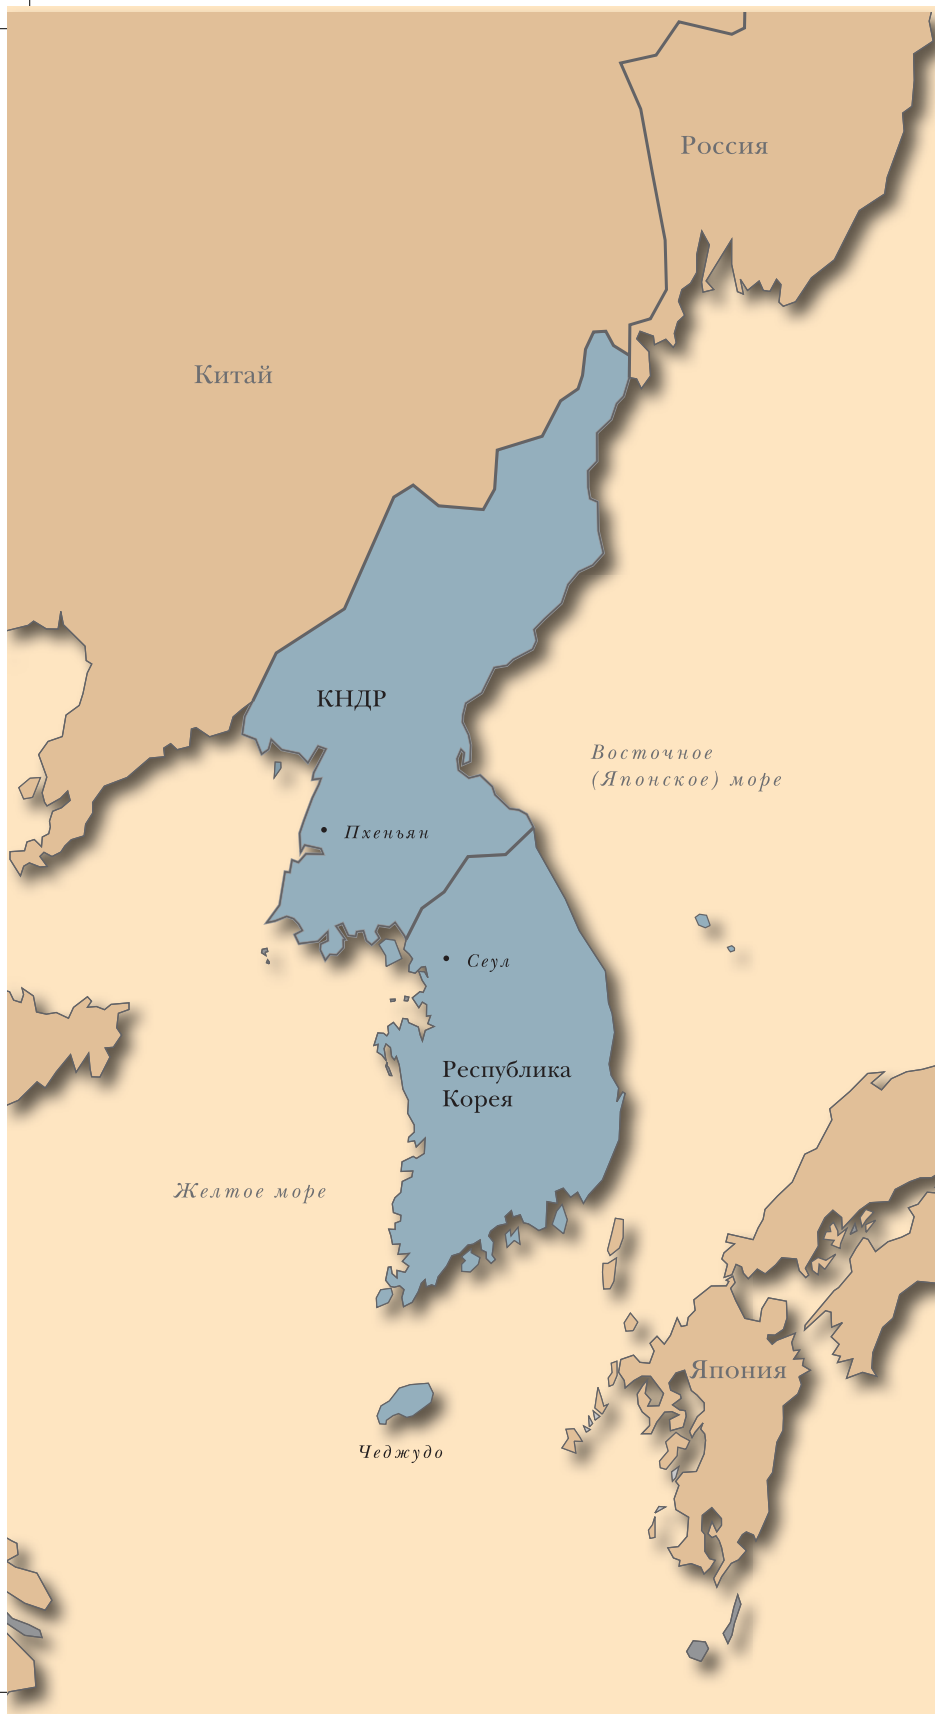 Россия
Китай
КНДР
Восточное
(Японское) море
Пхеньян
Сеул
Республика
Корея
Желтое море
Япония
Чеджудо